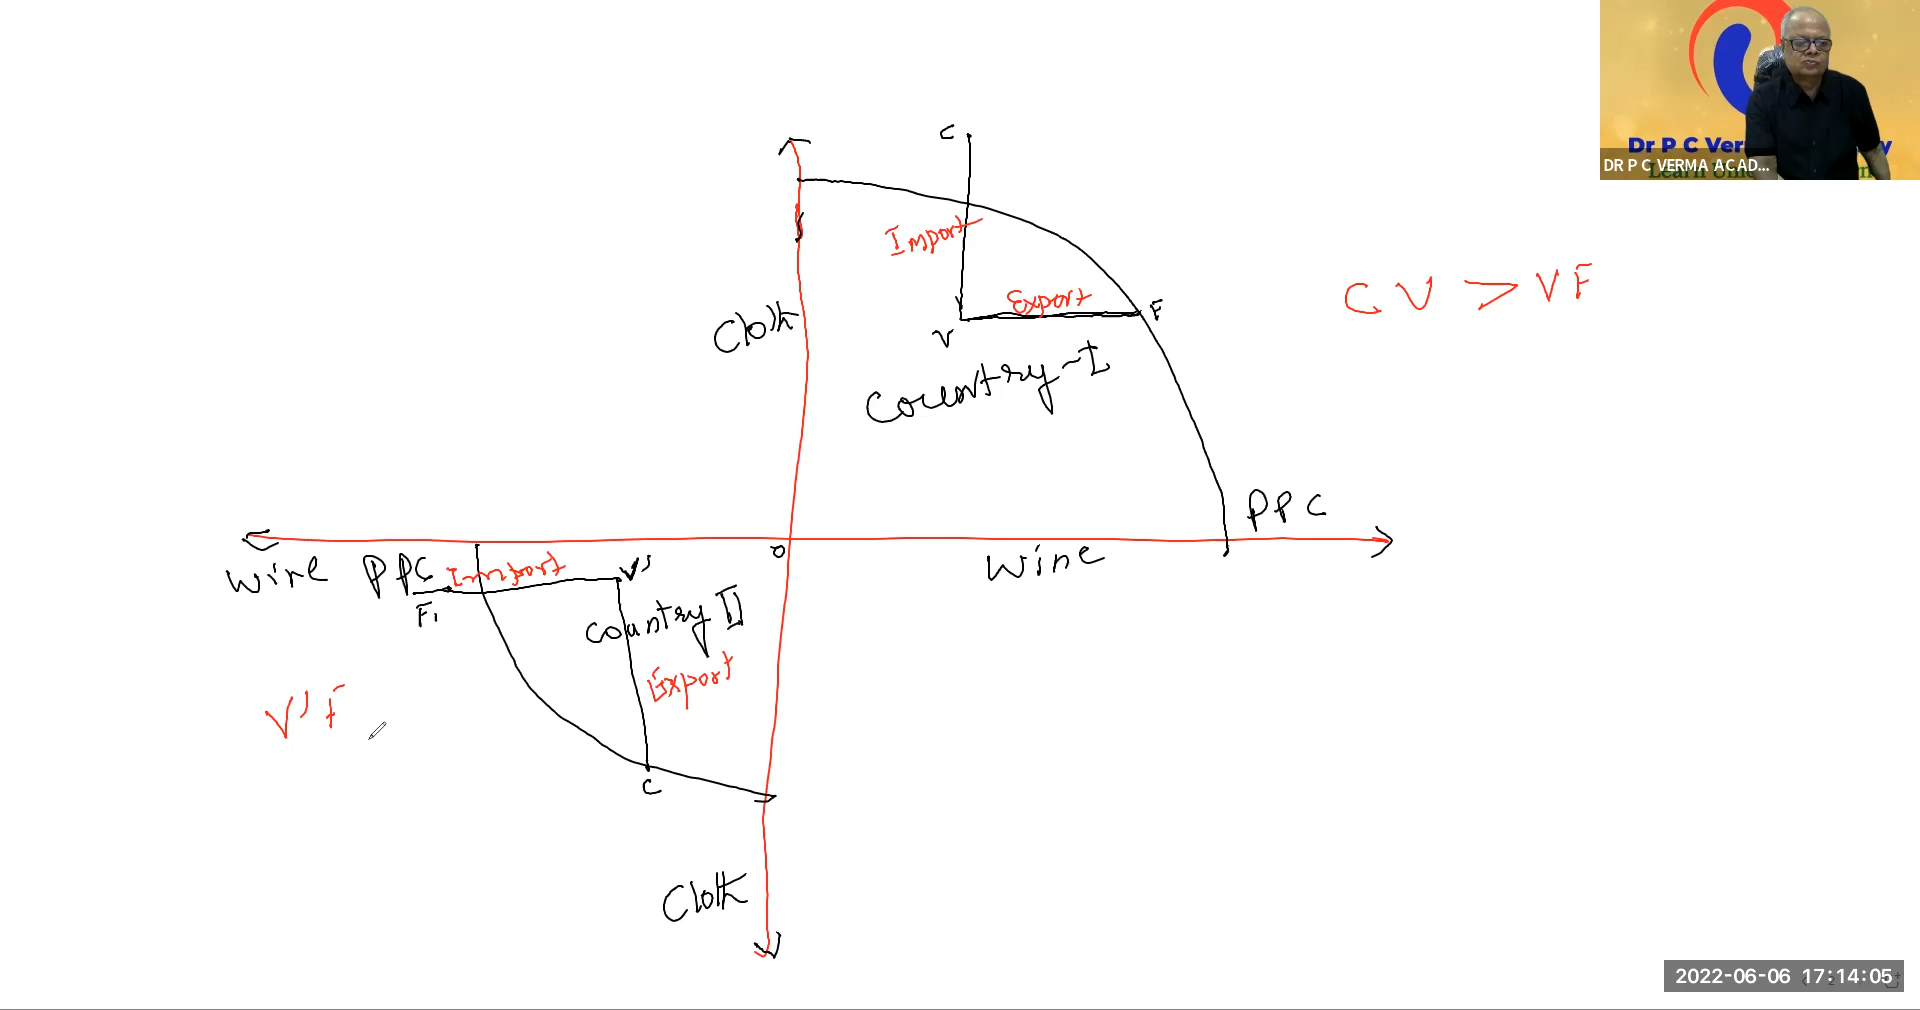 Dr P C Ver
y
DR P C VERMA ACAD...
C
Import
Export
V
F
Cloth
Country-I
CV > VF
PPC
O
Wine
Wire
PPC
Import
V'
F1
Country II
Export
V'F
C
Cloth
2022-06-06 17:14:05